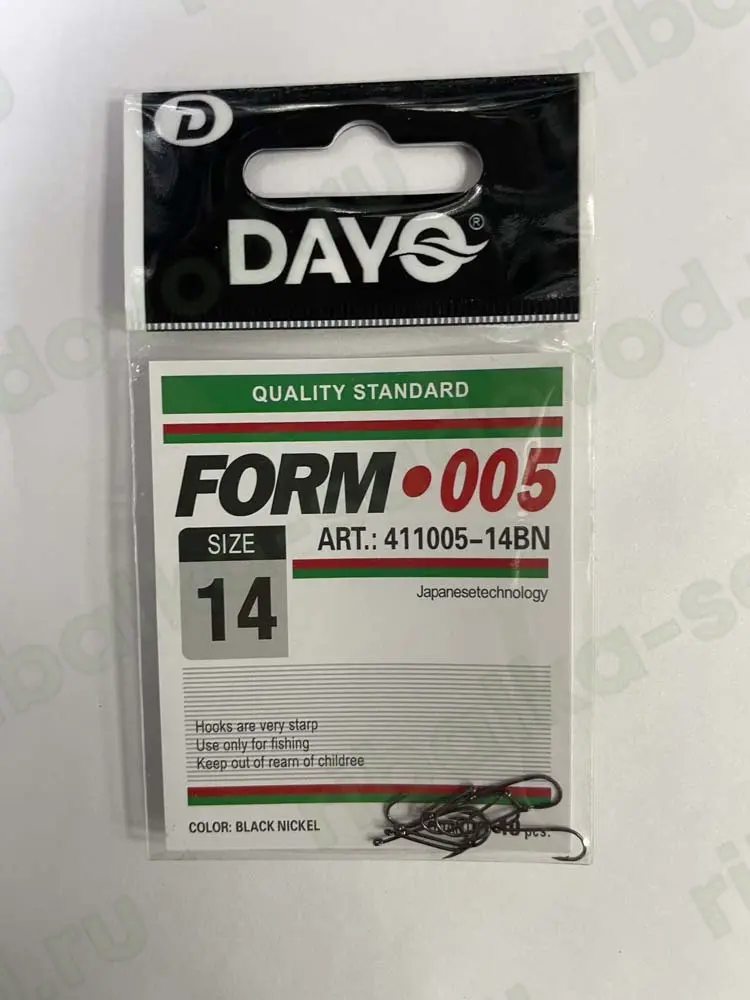 D
DAYO®
QUALITY STANDARD
FORM•005
SIZE
14
ART.: 411005-14BN
Japanesetechnology
Hooks are very starp
Use only for fishing
Keep out of rearn of childree
COLOR: BLACK NICKEL
10 pcs.